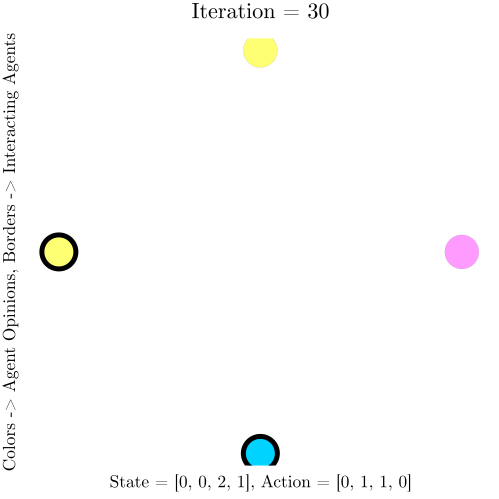 Iteration = 30
Colors -> Agent Opinions, Borders -> Interacting Agents
State = [0, 0, 2, 1], Action = [0, 1, 1, 0]